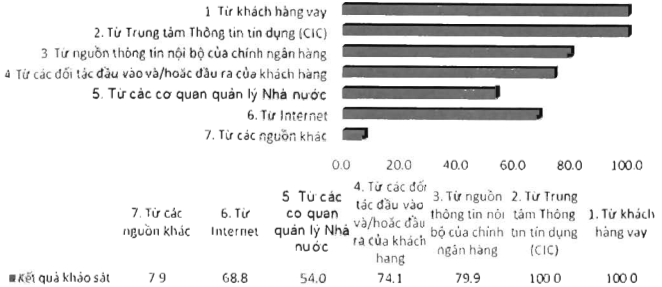 1 Từ khách hàng vay
2. Từ Trung tâm Thông tin tín dụng (CIC)
3 Từ nguồn thông tin nội bộ của chính ngân hàng
4 Từ các đối tác đầu vào và/hoặc đầu ra của khách hàng
5. Từ các cơ quan quản lý Nhà nước
6. Từ Internet
7. Từ các nguồn khác
0.0 20.0 40.0 60.0 80.0 100.0
7. Từ các nguồn khác
6. Từ Internet
5 Từ các cơ quan quản lý Nhà nước
4. Từ các đối tác đầu vào và/hoặc đầu ra của khách hang
3. Từ nguồn thông tin nội bộ của chính ngân hàng
2. Từ Trung tâm Thông tin tín dụng (CIC)
1. Từ khách hàng vay
Kết quả khảo sát 7 9 68.8 54.0 74.1 79.9 100 0 100 0